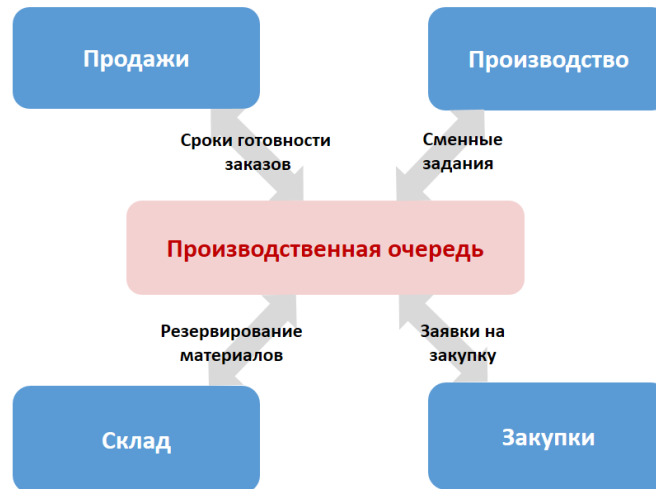 Продажи
Производство
Сроки готовности
заказов
Сменные
задания
Производственная очередь
Резервирование
материалов
Заявки на
закупку
Склад
Закупки